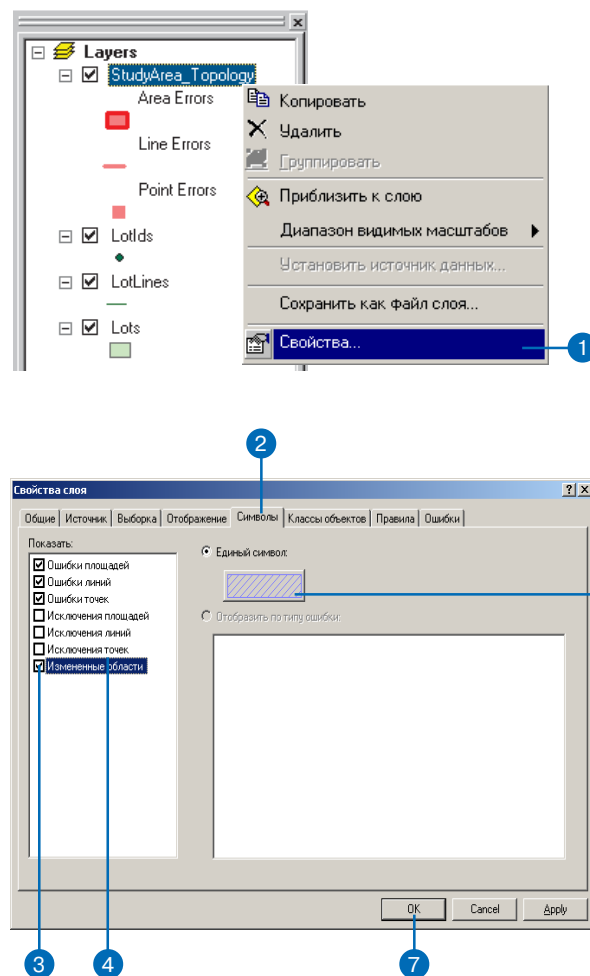 Layers
StudyArea_Topology
Area Errors
Line Errors
Point Errors
LotIds
LotLines
Lots
Копировать
Удалить
Группировать
Приблизить к слою
Диапазон видимых масштабов
Установить источник данных...
Сохранить как файл слоя...
Свойства...
1
2
Свойства слоя
Общие Источник Выборка Отображение Символы Классы объектов Правила Ошибки
Показать:
Ошибки площадей
Ошибки линий
Ошибки точек
Исключения площадей
Исключения линий
Исключения точек
Измененные области
Единый символ:
Отобразить по типу ошибки:
OK Cancel Apply
3 4 7